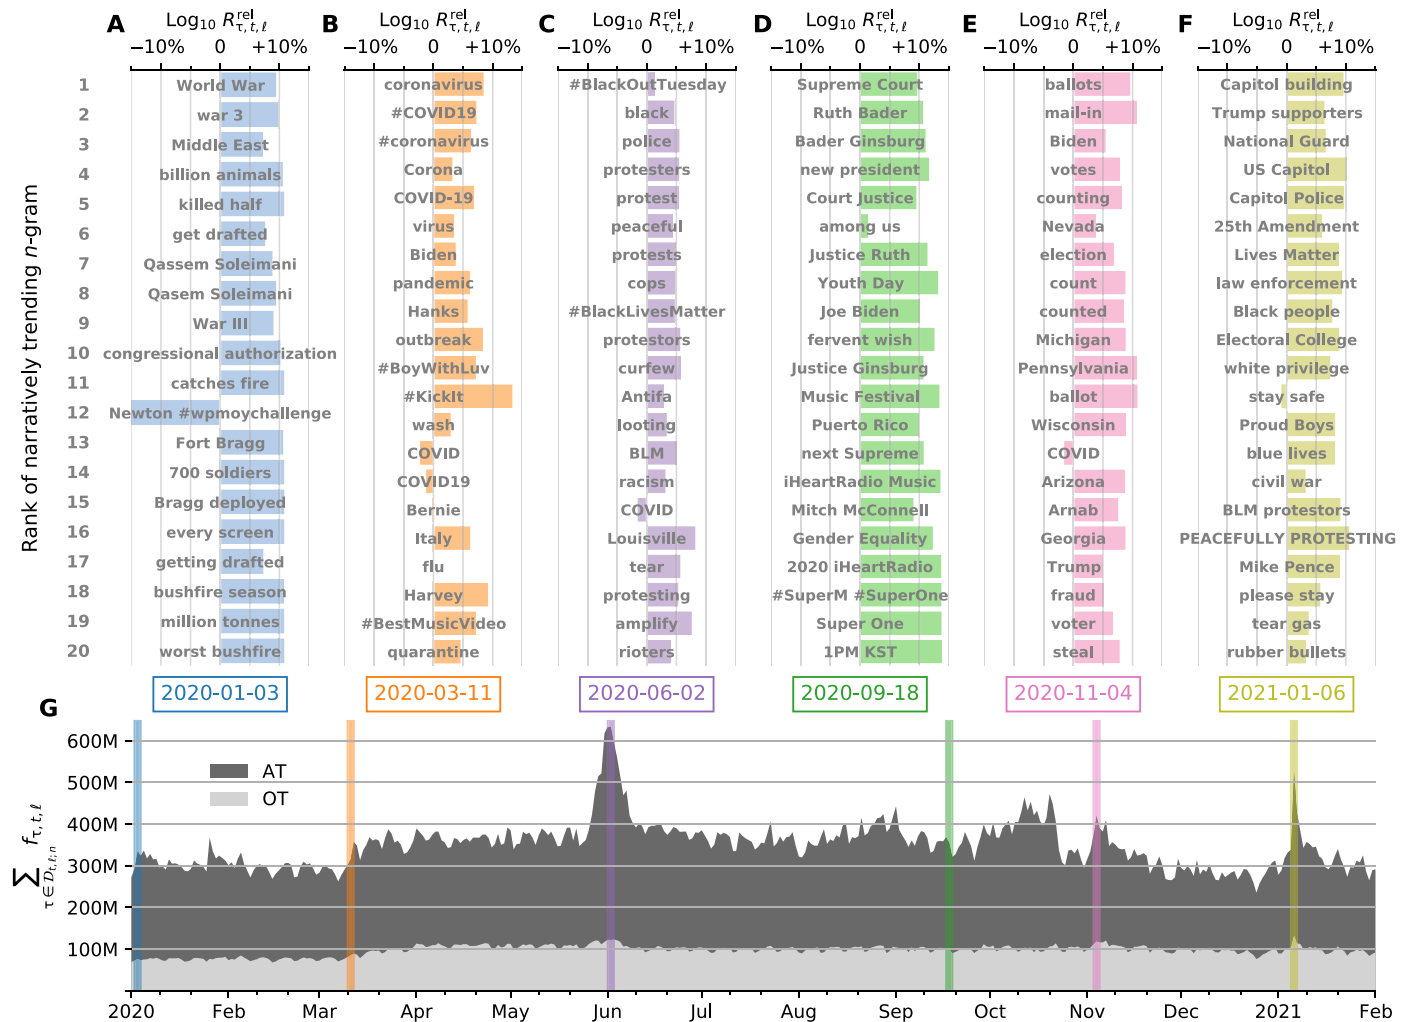 A Log₁₀ R^rel_τ,t,ℓ B Log₁₀ R^rel_τ,t,ℓ C Log₁₀ R^rel_τ,t,ℓ D Log₁₀ R^rel_τ,t,ℓ E Log₁₀ R^rel_τ,t,ℓ F Log₁₀ R^rel_τ,t,ℓ
−10% 0 +10% −10% 0 +10% −10% 0 +10% −10% 0 +10% −10% 0 +10% −10% 0 +10%
Rank of narratively trending n-gram
1 World War coronavirus #BlackOutTuesday Supreme Court ballots Capitol building
2 war 3 #COVID19 black Ruth Bader mail-in Trump supporters
3 Middle East #coronavirus police Bader Ginsburg Biden National Guard
4 billion animals Corona protesters new president votes US Capitol
5 killed half COVID-19 protest Court Justice counting Capitol Police
6 get drafted virus peaceful among us Nevada 25th Amendment
7 Qassem Soleimani Biden protests Justice Ruth election Lives Matter
8 Qasem Soleimani pandemic cops Youth Day count law enforcement
9 War III Hanks #BlackLivesMatter Joe Biden counted Black people
10 congressional authorization outbreak protestors fervent wish Michigan Electoral College
11 catches fire #BoyWithLuv curfew Justice Ginsburg Pennsylvania white privilege
12 Newton #wpmoychallenge #KickIt Antifa Music Festival ballot stay safe
13 Fort Bragg wash looting Puerto Rico Wisconsin Proud Boys
14 700 soldiers COVID BLM next Supreme COVID blue lives
15 Bragg deployed COVID19 racism iHeartRadio Music Arizona civil war
16 every screen Bernie COVID Mitch McConnell Arnab BLM protestors
17 getting drafted Italy Louisville Gender Equality Georgia PEACEFULLY PROTESTING
18 bushfire season flu tear 2020 iHeartRadio Trump Mike Pence
19 million tonnes Harvey protesting #SuperM #SuperOne fraud please stay
20 worst bushfire #BestMusicVideo amplify Super One voter tear gas
quarantine rioters 1PM KST steal rubber bullets
2020-01-03 2020-03-11 2020-06-02 2020-09-18 2020-11-04 2021-01-06
G
∑ f_τ,t,ℓ
τ ∈ D_t,ℓ;n
600M
500M
400M
300M
200M
100M
AT
OT
2020 Feb Mar Apr May Jun Jul Aug Sep Oct Nov Dec 2021 Feb